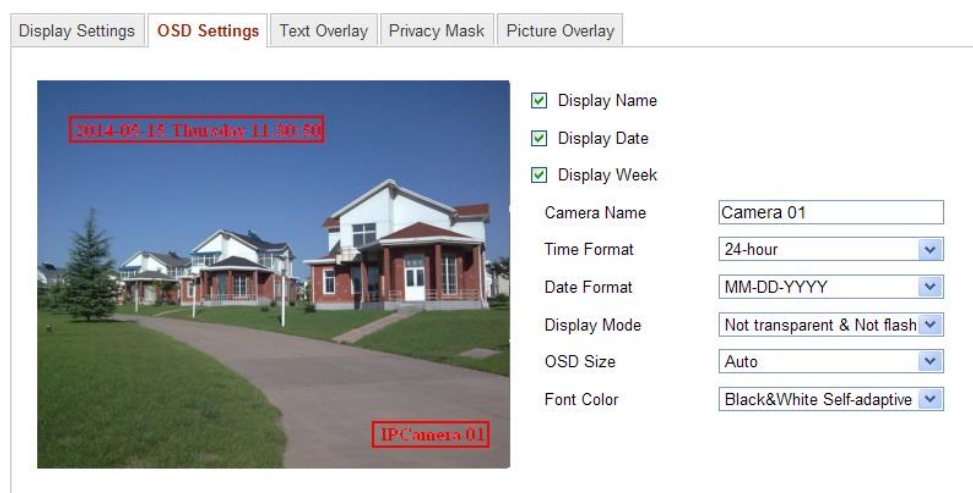 Display Settings OSD Settings Text Overlay Privacy Mask Picture Overlay
2014-05-15 Thursday 11:30:50
IPCamera 01
Display Name
Display Date
Display Week
Camera Name Camera 01
Time Format 24-hour
Date Format MM-DD-YYYY
Display Mode Not transparent & Not flash
OSD Size Auto
Font Color Black&White Self-adaptive